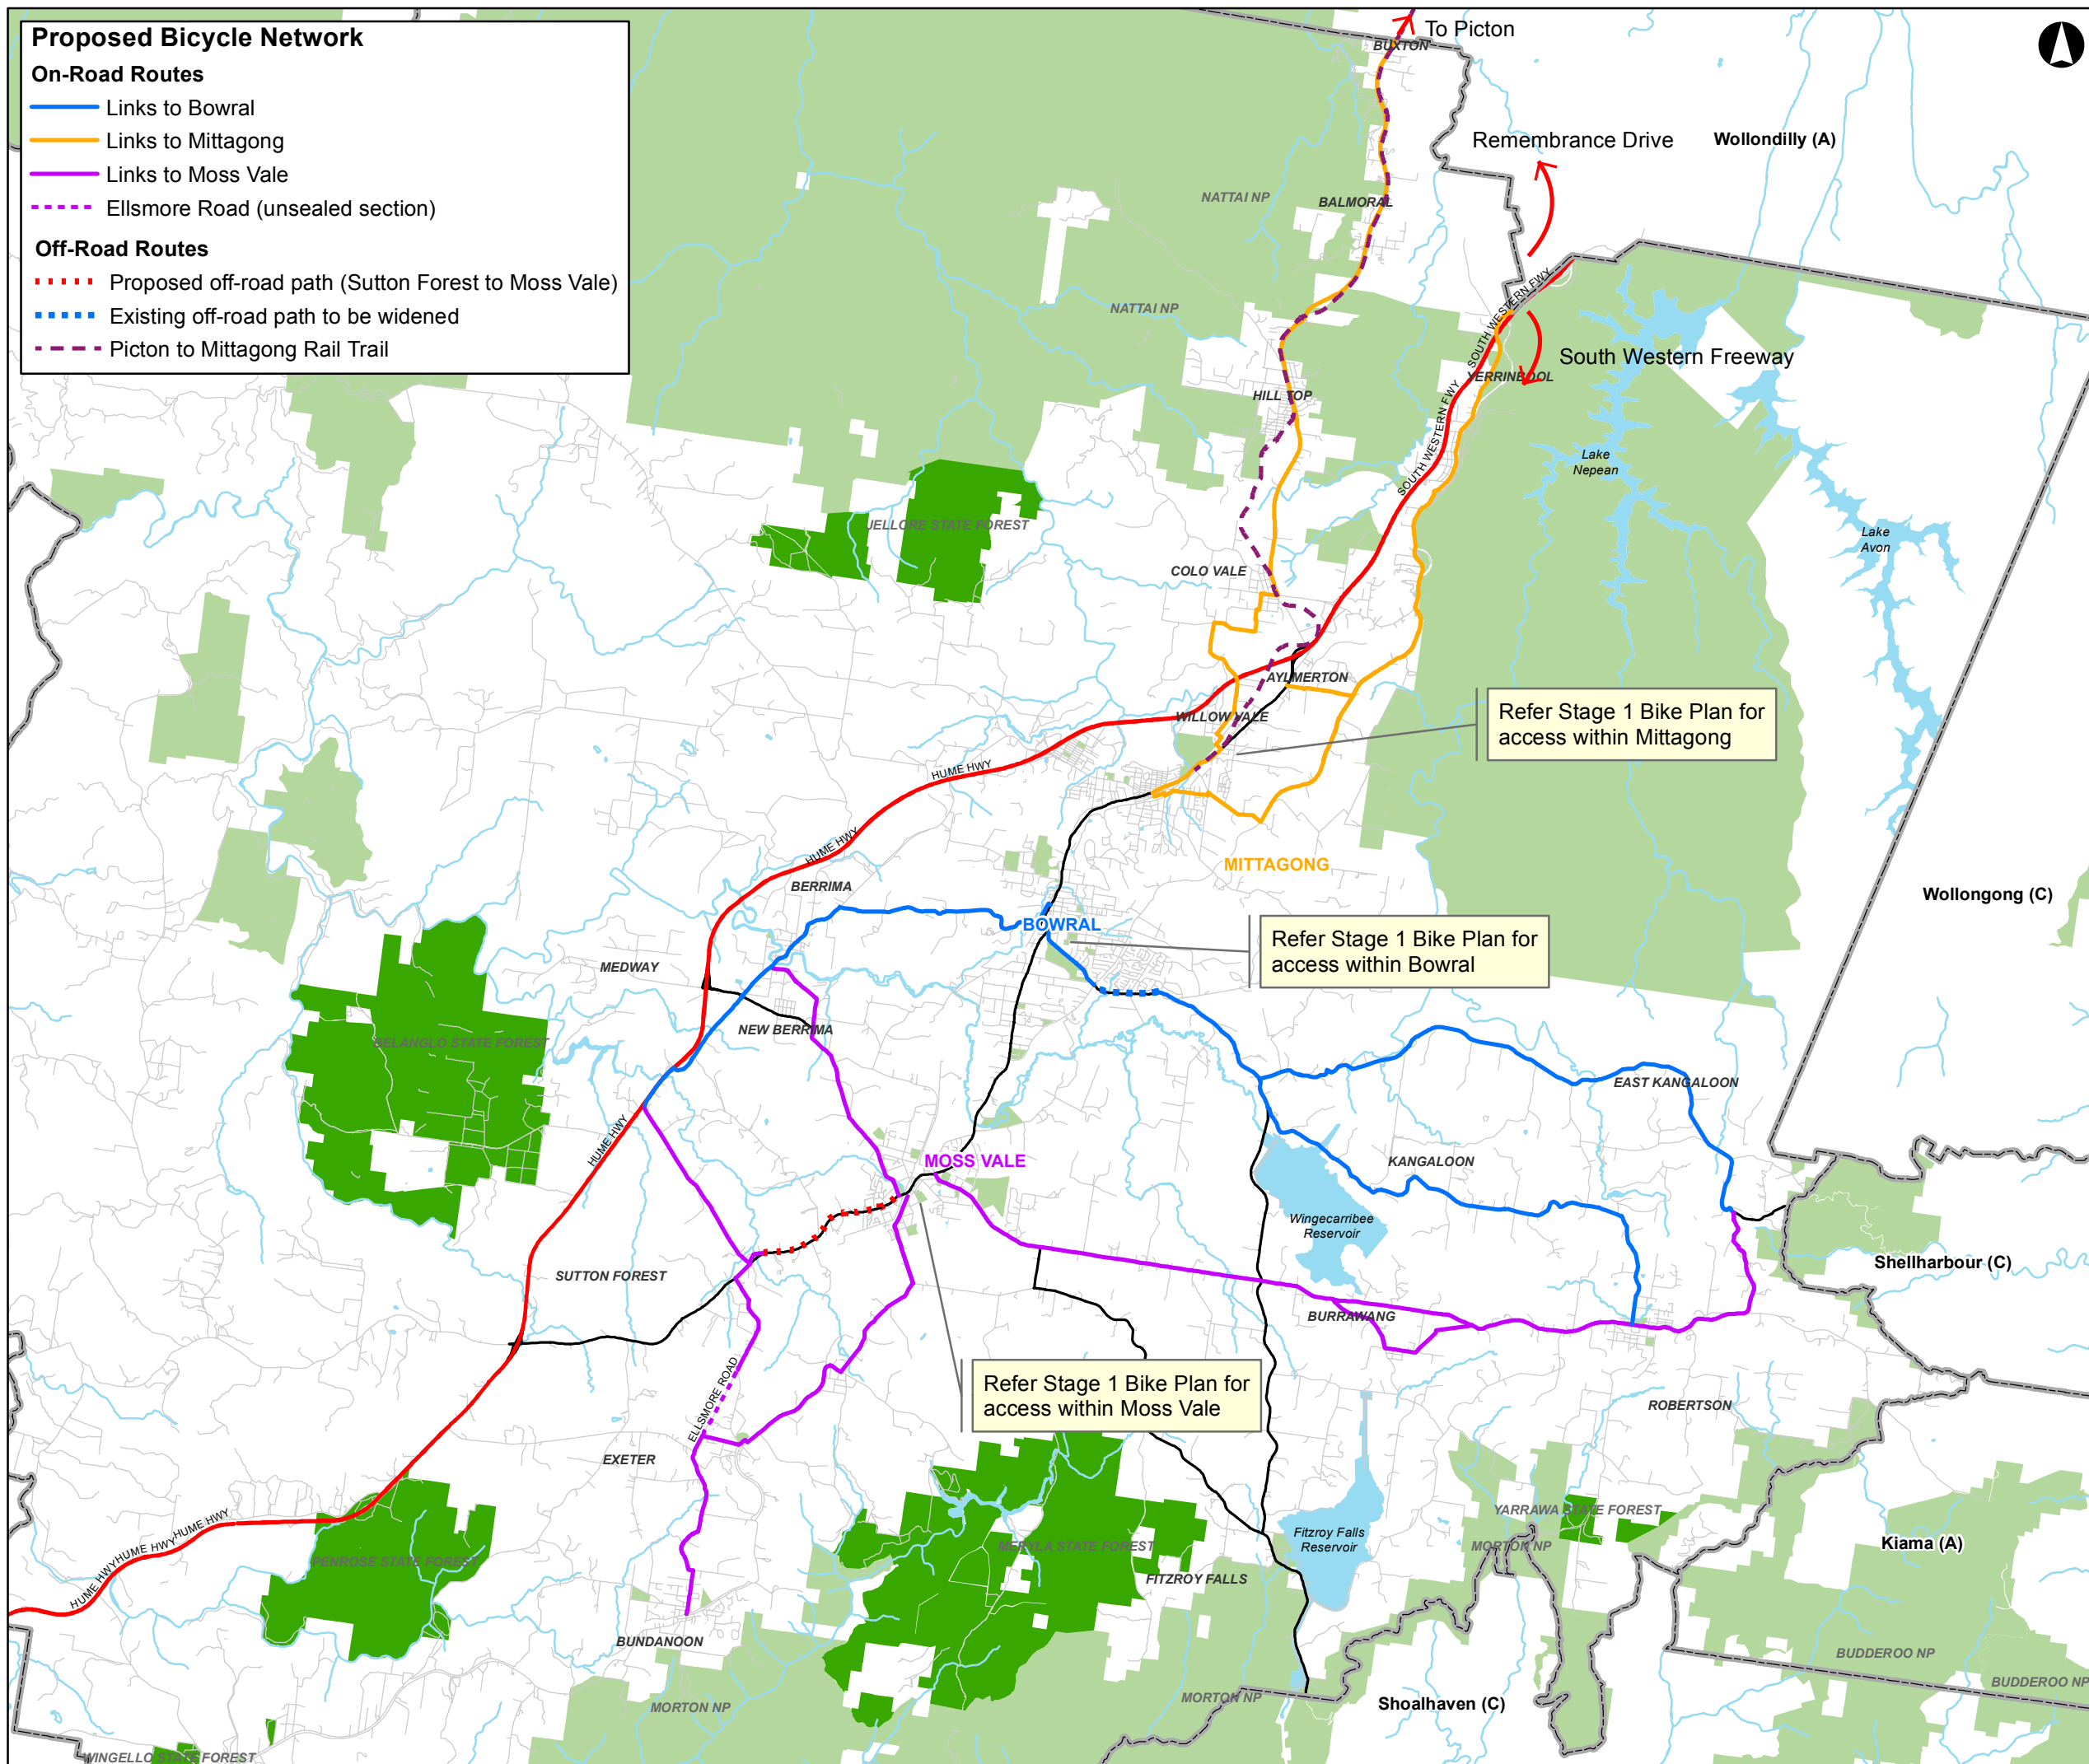 Proposed Bicycle Network
On-Road Routes
Links to Bowral
Links to Mittagong
Links to Moss Vale
Ellsmore Road (unsealed section)
Off-Road Routes
Proposed off-road path (Sutton Forest to Moss Vale)
Existing off-road path to be widened
Picton to Mittagong Rail Trail
To Picton
BUXTON
Remembrance Drive
Wollondilly (A)
NATTAI NP
BALMORAL
NATTAI NP
SOUTH WESTERN FWY
South Western Freeway
YERRINBOOL
HILL TOP
SOUTH WESTERN FWY
Lake
Nepean
JELLORE STATE FOREST
Lake
Avon
COLO VALE
AYLMERTON
WILLOW VALE
Refer Stage 1 Bike Plan for
access within Mittagong
HUME HWY
HUME HWY
MITTAGONG
BERRIMA
Wollongong (C)
BOWRAL
Refer Stage 1 Bike Plan for
access within Bowral
MEDWAY
NEW BERRIMA
BELANGLO STATE FOREST
EAST KANGALOON
HUME HWY
MOSS VALE
KANGALOON
Wingecarribee
Reservoir
SUTTON FOREST
Shellharbour (C)
BURRAWANG
ELLSMORE ROAD
Refer Stage 1 Bike Plan for
access within Moss Vale
ROBERTSON
EXETER
YARRAWA STATE FOREST
HUME HWY
HUME HWY
HUME HWY
PENROSE STATE FOREST
MERYLA STATE FOREST
Fitzroy Falls
Reservoir
MORTON NP
Kiama (A)
FITZROY FALLS
BUNDANOON
BUDDEROO NP
BUDDEROO NP
MORTON NP
MORTON NP
Shoalhaven (C)
WINGELLO STATE FOREST